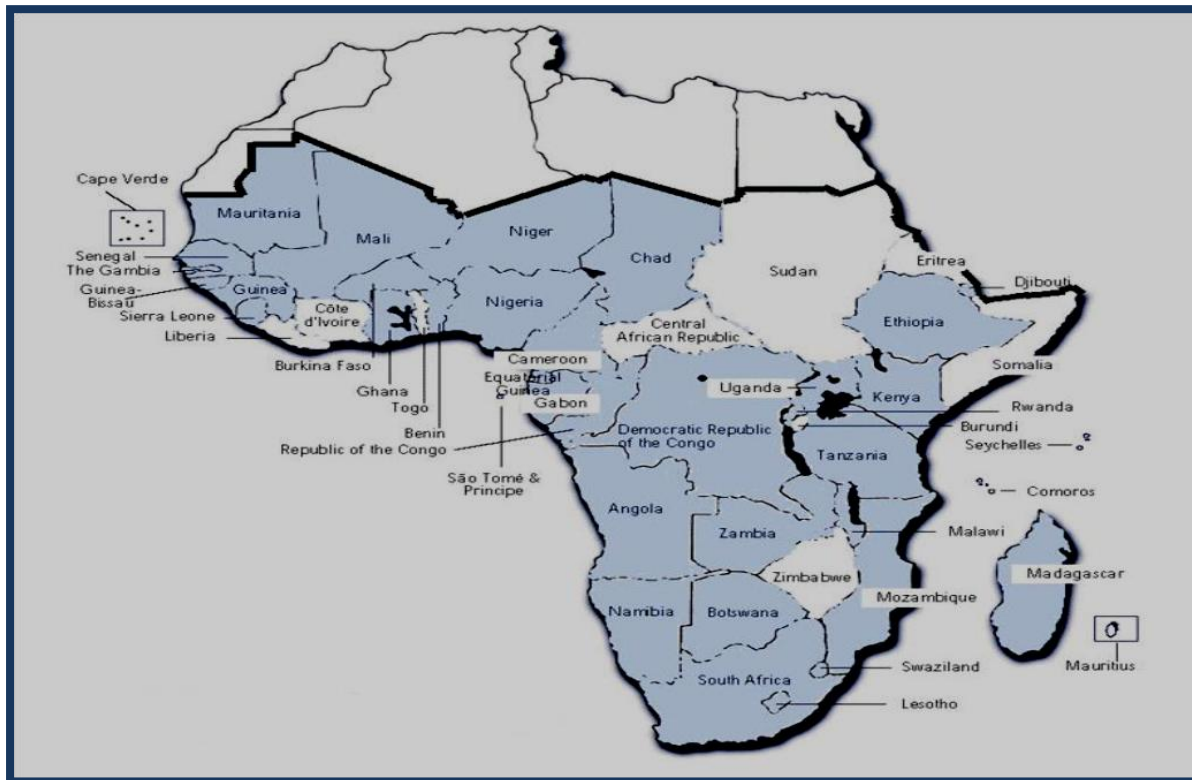 Cape Verde
Mauritania
Mali
Niger
Chad
Sudan
Eritrea
Djibouti
Senegal
The Gambia
Guinea-
Bissau
Guinea
Sierra Leone
Liberia
Côte
d'Ivoire
Nigeria
Ethiopia
Somalia
Central
African Republic
Burkina Faso
Ghana
Togo
Benin
Cameroon
Equatorial
Guinea
Gabon
Republic of the Congo
São Tomé &
Principe
Democratic Republic
of the Congo
Uganda
Kenya
Rwanda
Burundi
Seychelles
Tanzania
Comoros
Angola
Zambia
Malawi
Zimbabwe
Mozambique
Madagascar
Namibia
Botswana
Mauritius
South Africa
Swaziland
Lesotho